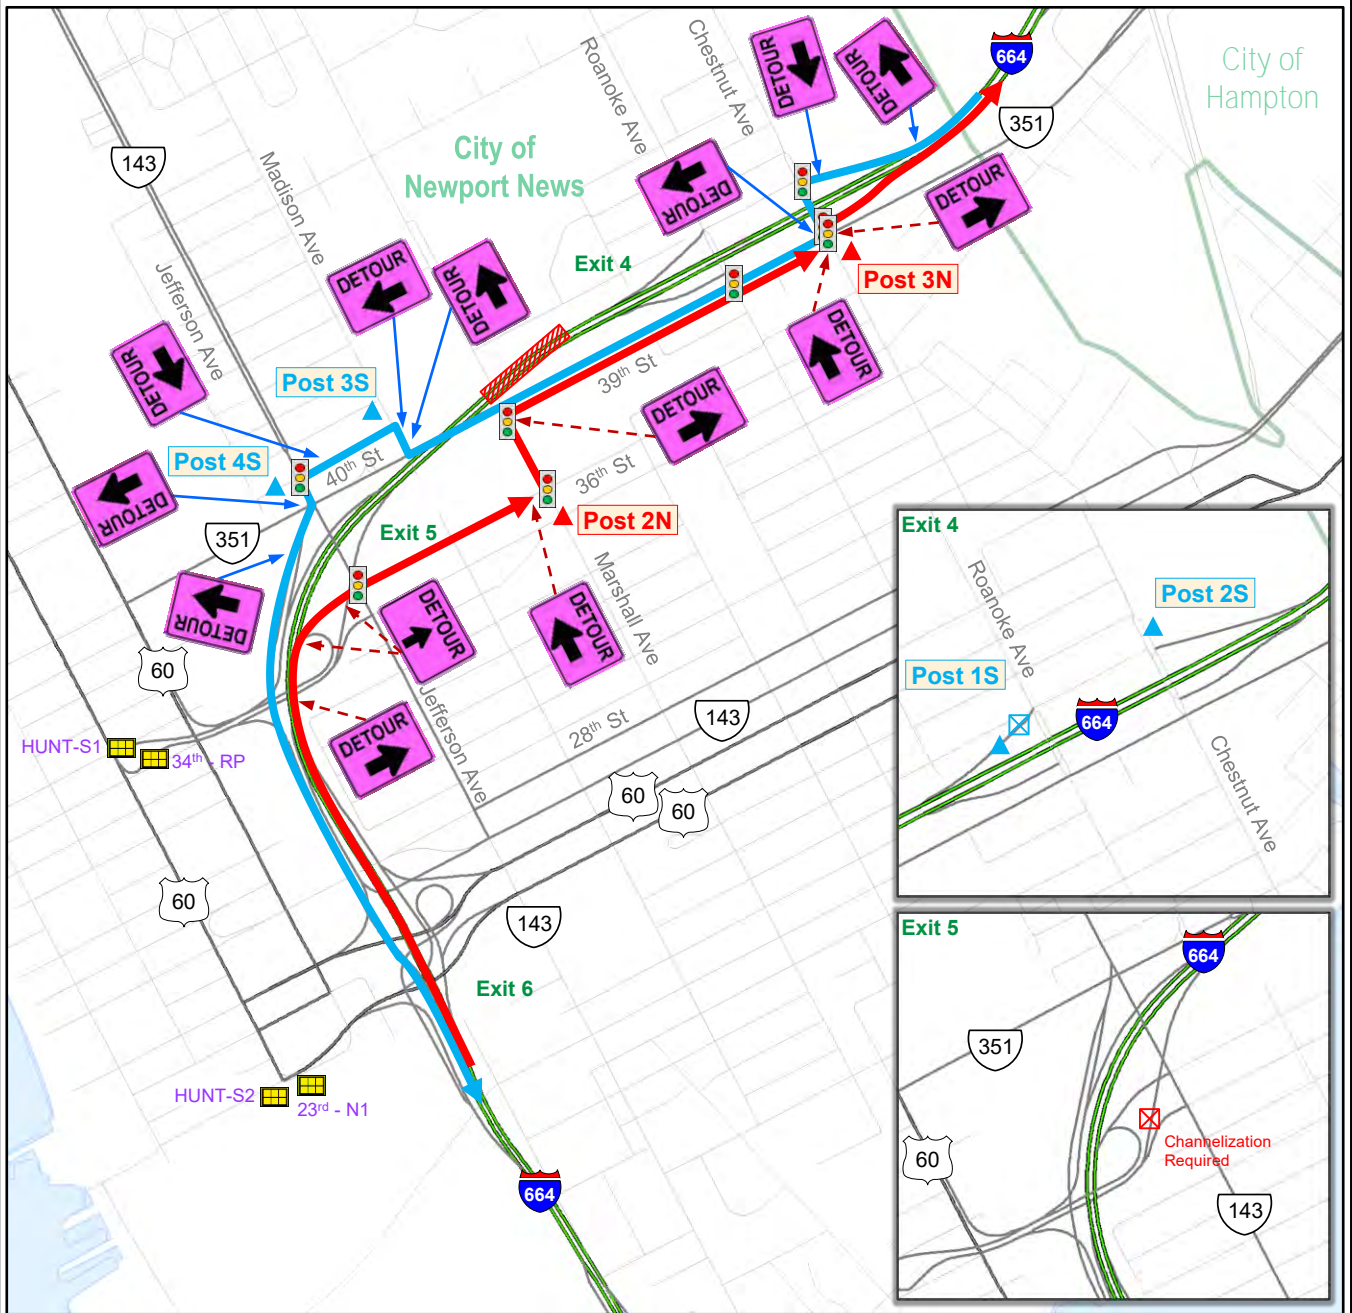 664
City of
Hampton
351
Chestnut Ave
Roanoke Ave
DETOUR
DETOUR
143
City of
Newport News
Madison Ave
DETOUR
DETOUR
Exit 4
Post 3N
DETOUR
DETOUR
Jefferson Ave
DETOUR
DETOUR
Post 3S
39th St
DETOUR
Post 4S
40th St
36th St
DETOUR
351
Exit 5
Post 2N
DETOUR
DETOUR
DETOUR
Marshall Ave
60
Jefferson Ave
DETOUR
28th St
143
HUNT-S1
34th - RP
60
60
60
143
Exit 6
HUNT-S2
23rd - N1
664
Exit 4
Roanoke Ave
Post 2S
Post 1S
664
Chestnut Ave
Exit 5
664
351
Channelization
Required
60
143